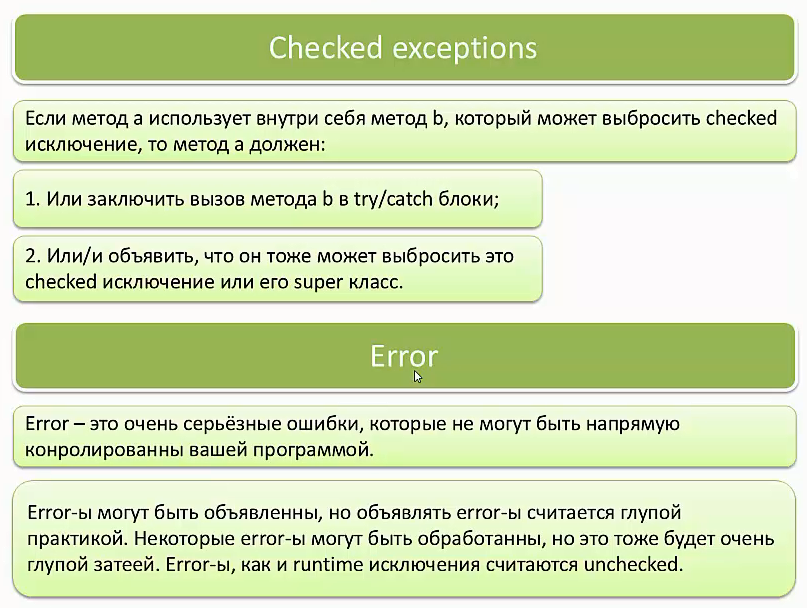 Checked exceptions
Если метод a использует внутри себя метод b, который может выбросить checked
исключение, то метод a должен:
1. Или заключить вызов метода b в try/catch блоки;
2. Или/и объявить, что он тоже может выбросить это
checked исключение или его super класс.
Error
Error – это очень серьёзные ошибки, которые не могут быть напрямую
конролированны вашей программой.
Error-ы могут быть объявленны, но объявлять error-ы считается глупой
практикой. Некоторые error-ы могут быть обработанны, но это тоже будет очень
глупой затеей. Error-ы, как и runtime исключения считаются unchecked.